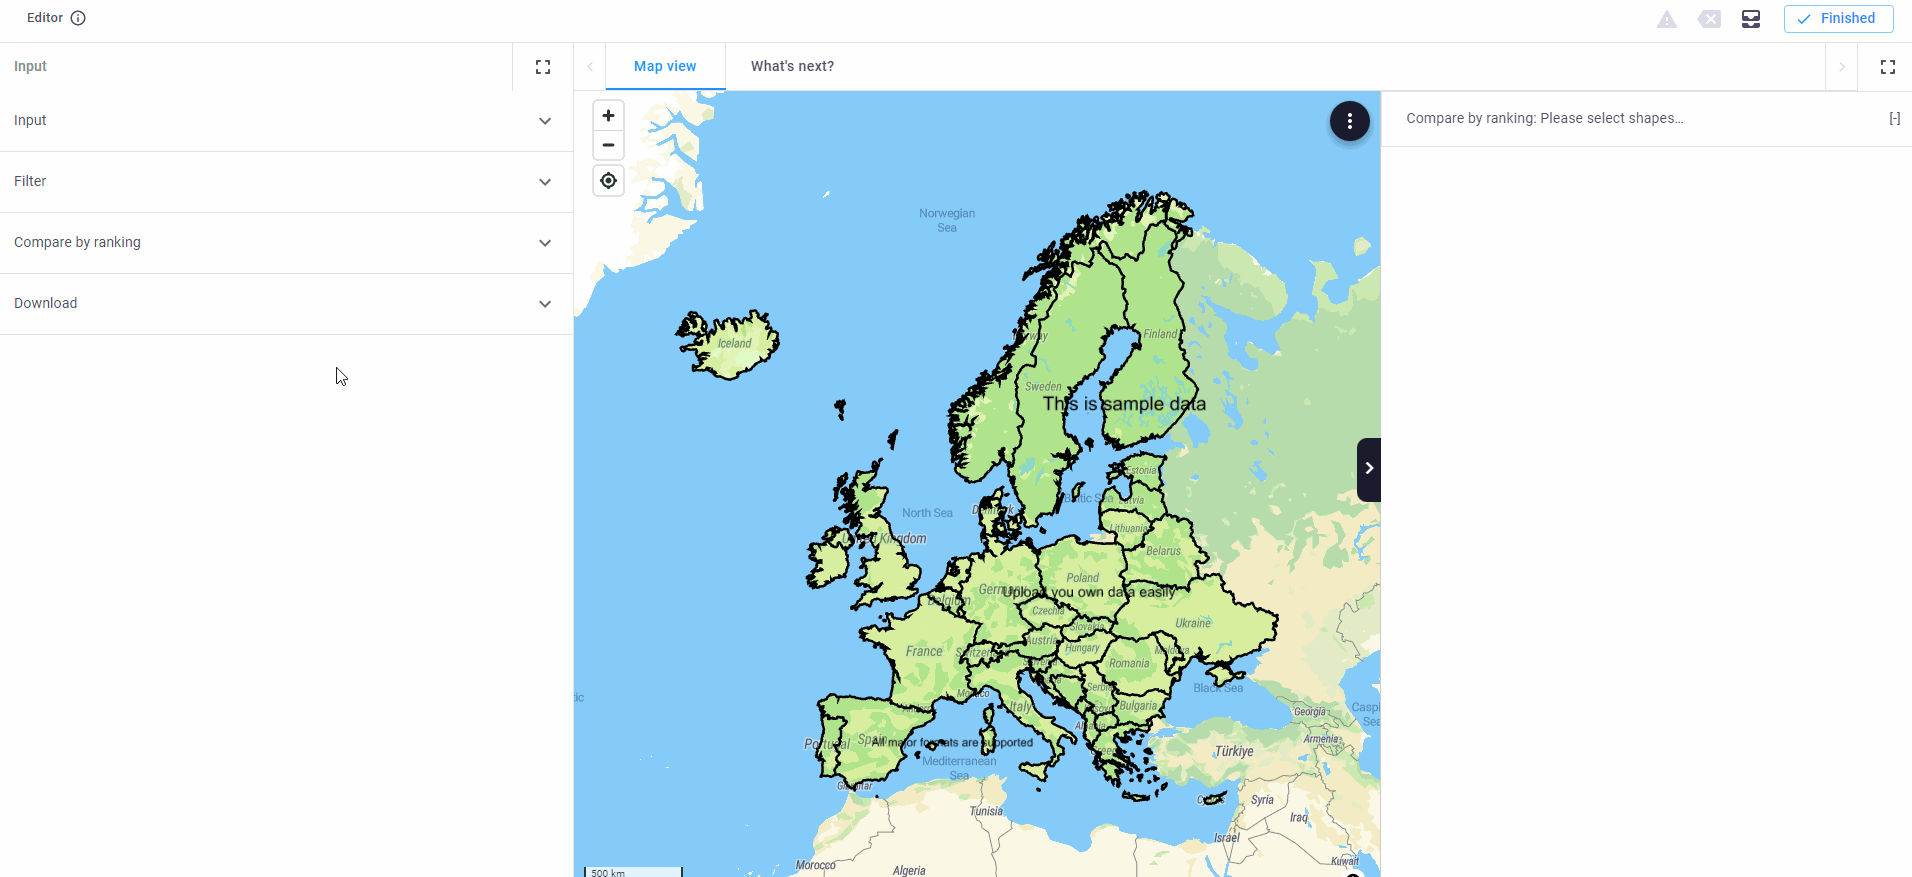 Editor
Finished
Input
Map view
What's next?
Input
Filter
Compare by ranking
Download
Compare by ranking: Please select shapes...
[-]
Norwegian
Sea
Iceland
Finland
Sweden
This is sample data
Estonia
Baltic Sea
Latvia
North Sea
Lithuania
United Kingdom
Belarus
Poland
Upload you own data easily
Belgium
Czechia
Ukraine
Slovakia
Austria
Hungary
France
Romania
Moldova
Black Sea
Monaco
Italy
Serbia
Bulgaria
Georgia
Armenia
Portugal
Spain
All major formats are supported
Türkiye
Mediterranean
Sea
Gibraltar
Tunisia
Syria
Iraq
Israel
Kuwait
Morocco
Algeria
500 km